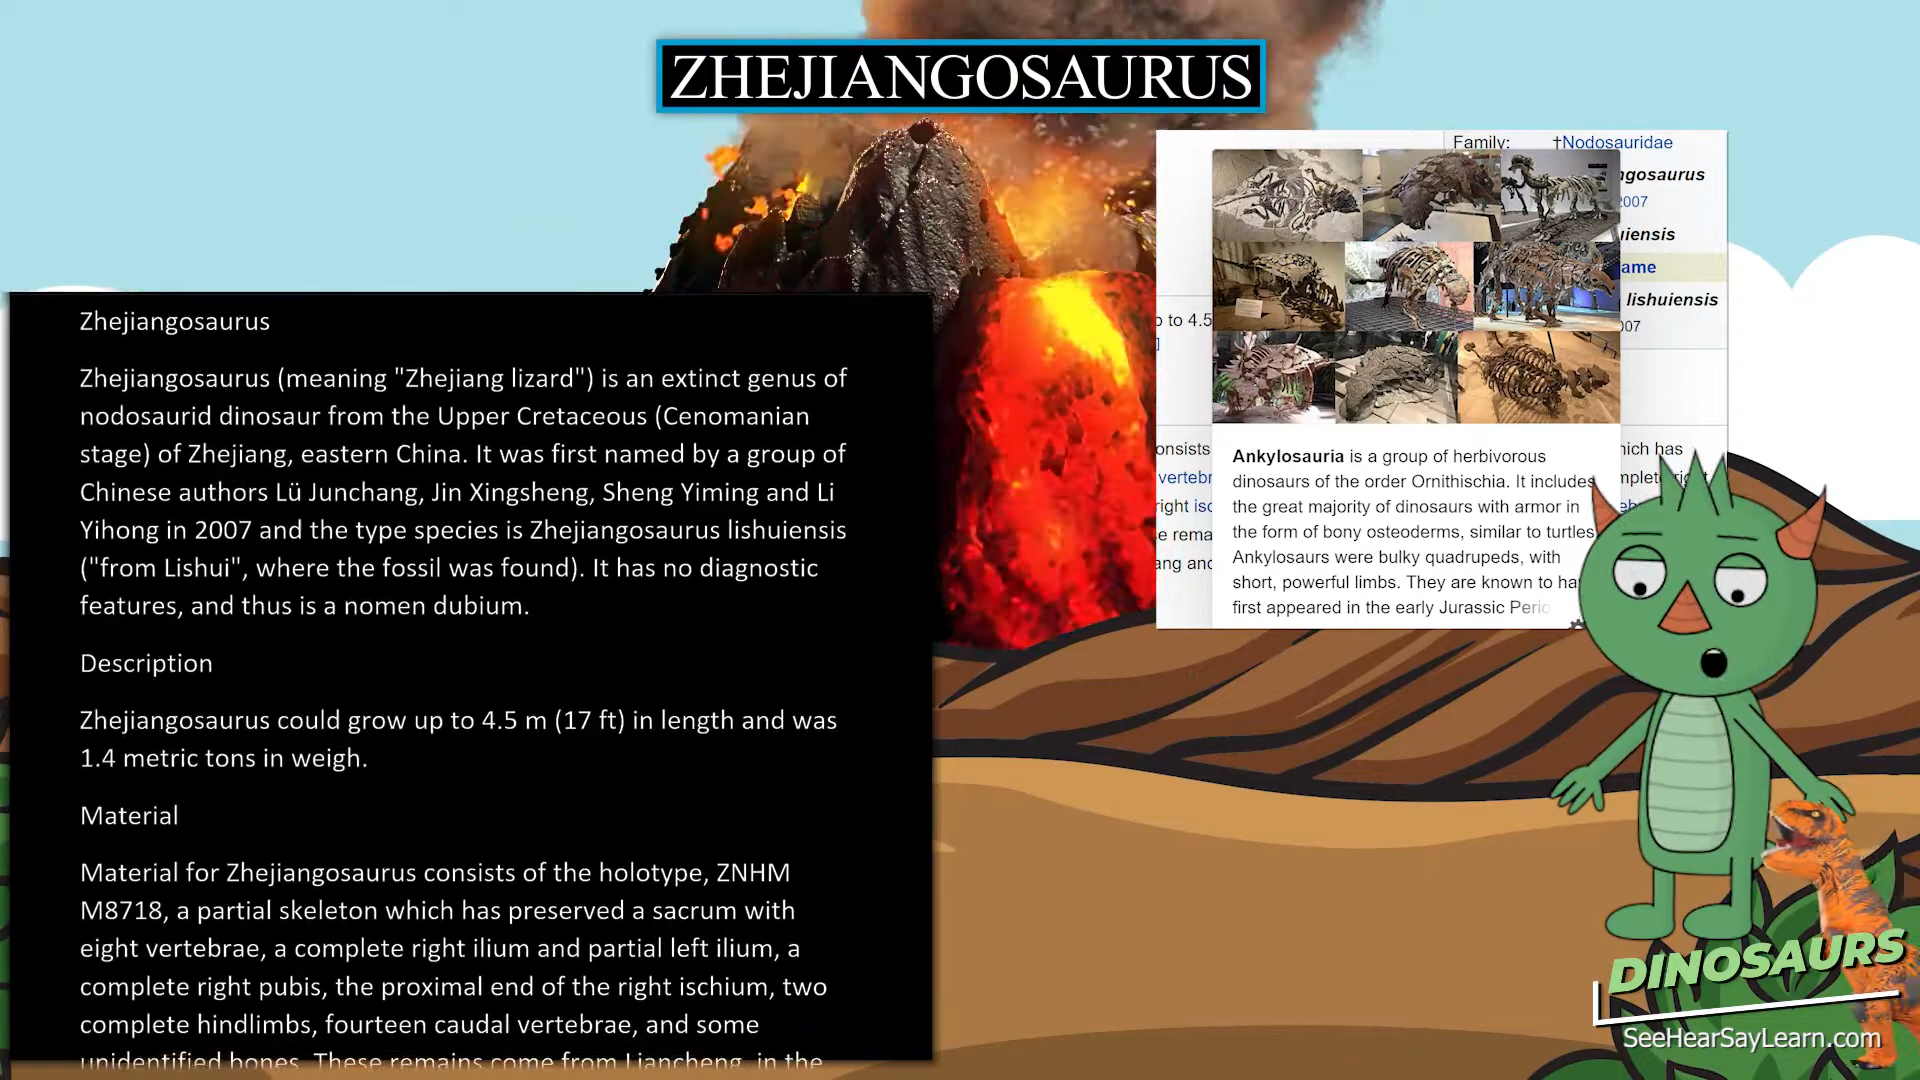 ZHEJIANGOSAURUS
Zhejiangosaurus
Zhejiangosaurus (meaning "Zhejiang lizard") is an extinct genus of
nodosaurid dinosaur from the Upper Cretaceous (Cenomanian
stage) of Zhejiang, eastern China. It was first named by a group of
Chinese authors Lü Junchang, Jin Xingsheng, Sheng Yiming and Li
Yihong in 2007 and the type species is Zhejiangosaurus lishuiensis
("from Lishui", where the fossil was found). It has no diagnostic
features, and thus is a nomen dubium.
Description
Zhejiangosaurus could grow up to 4.5 m (17 ft) in length and was
1.4 metric tons in weigh.
Material
Material for Zhejiangosaurus consists of the holotype, ZNHM
M8718, a partial skeleton which has preserved a sacrum with
eight vertebrae, a complete right ilium and partial left ilium, a
complete right pubis, the proximal end of the right ischium, two
complete hindlimbs, fourteen caudal vertebrae, and some
unidentified bones. These remains come from Liancheng, in the
Family: †Nodosauridae
ngosaurus
2007
uiensis
ame
lishuiensis
007
to 4.5
onsists
vertebr
right isc
e rema
ang and
hich has
Ankylosauria is a group of herbivorous
dinosaurs of the order Ornithischia. It includes
the great majority of dinosaurs with armor in
the form of bony osteoderms, similar to turtles
Ankylosaurs were bulky quadrupeds, with
short, powerful limbs. They are known to ha
first appeared in the early Jurassic Perio
DINOSAURS
SeeHearSayLearn.com